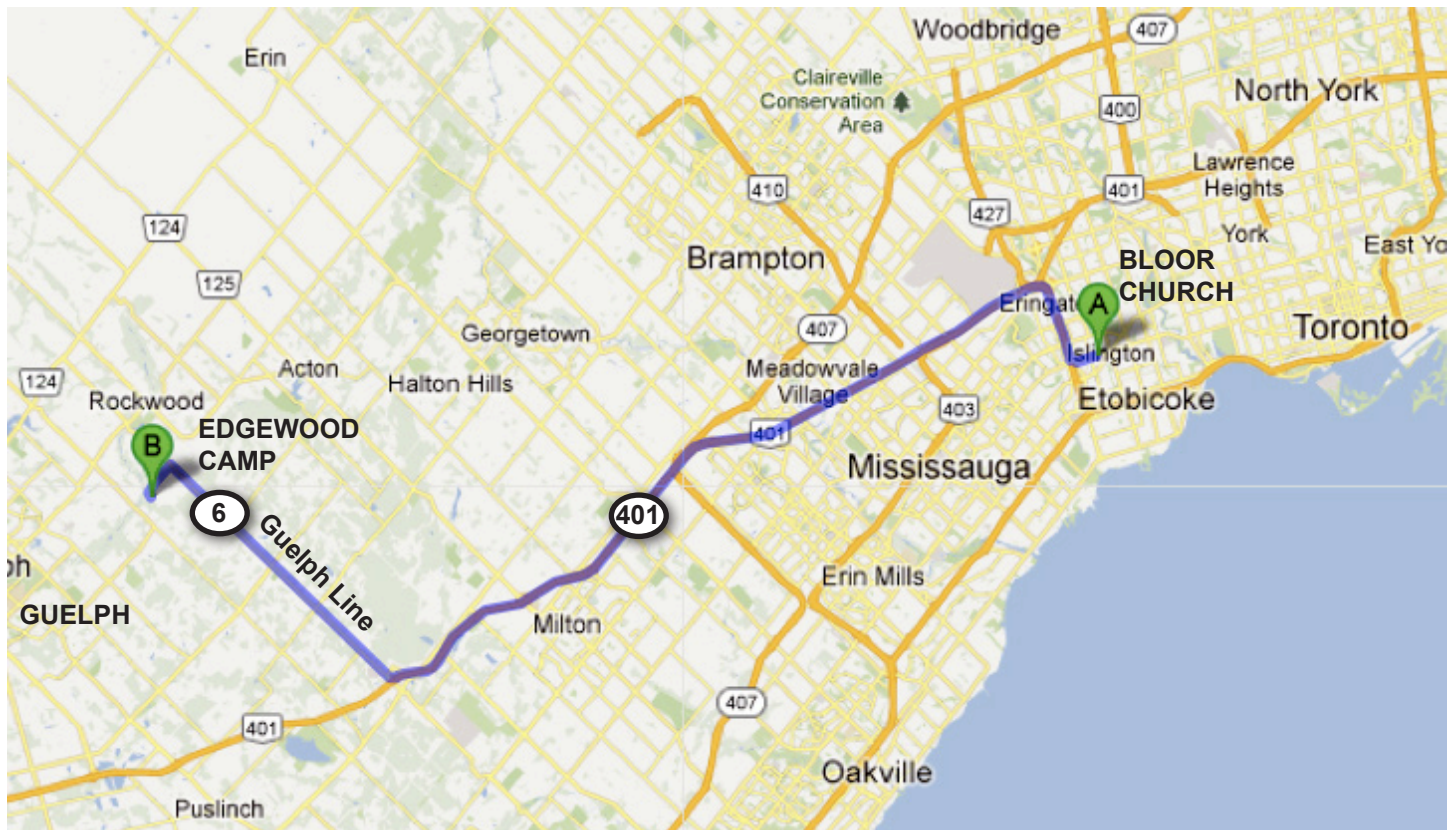 Woodbridge
407
Erin
Claireville
Conservation
Area
North York
400
410
Lawrence
Heights
401
427
124
York
East Yo
Brampton
BLOOR
CHURCH
125
Eringat
A
407
Toronto
Georgetown
Islington
Meadowvale
Village
Acton
Halton Hills
124
Rockwood
403
Etobicoke
EDGEWOOD
CAMP
B
401
Mississauga
6
401
Guelph Line
ph
Erin Mills
GUELPH
Milton
407
401
Oakville
Puslinch